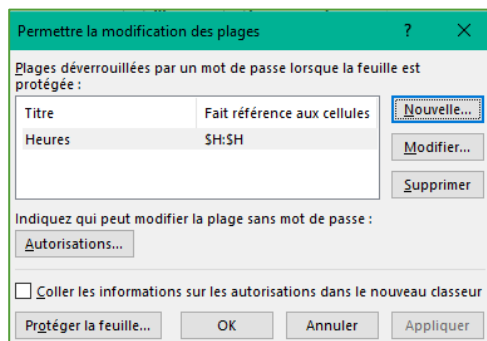 Permettre la modification des plages ? ×
Plages déverrouillées par un mot de passe lorsque la feuille est
protégée :
Titre Fait référence aux cellules
Heures $H:$H
Nouvelle...
Modifier...
Supprimer
Indiquez qui peut modifier la plage sans mot de passe :
Autorisations...
Coller les informations sur les autorisations dans le nouveau classeur
Protéger la feuille... OK Annuler Appliquer